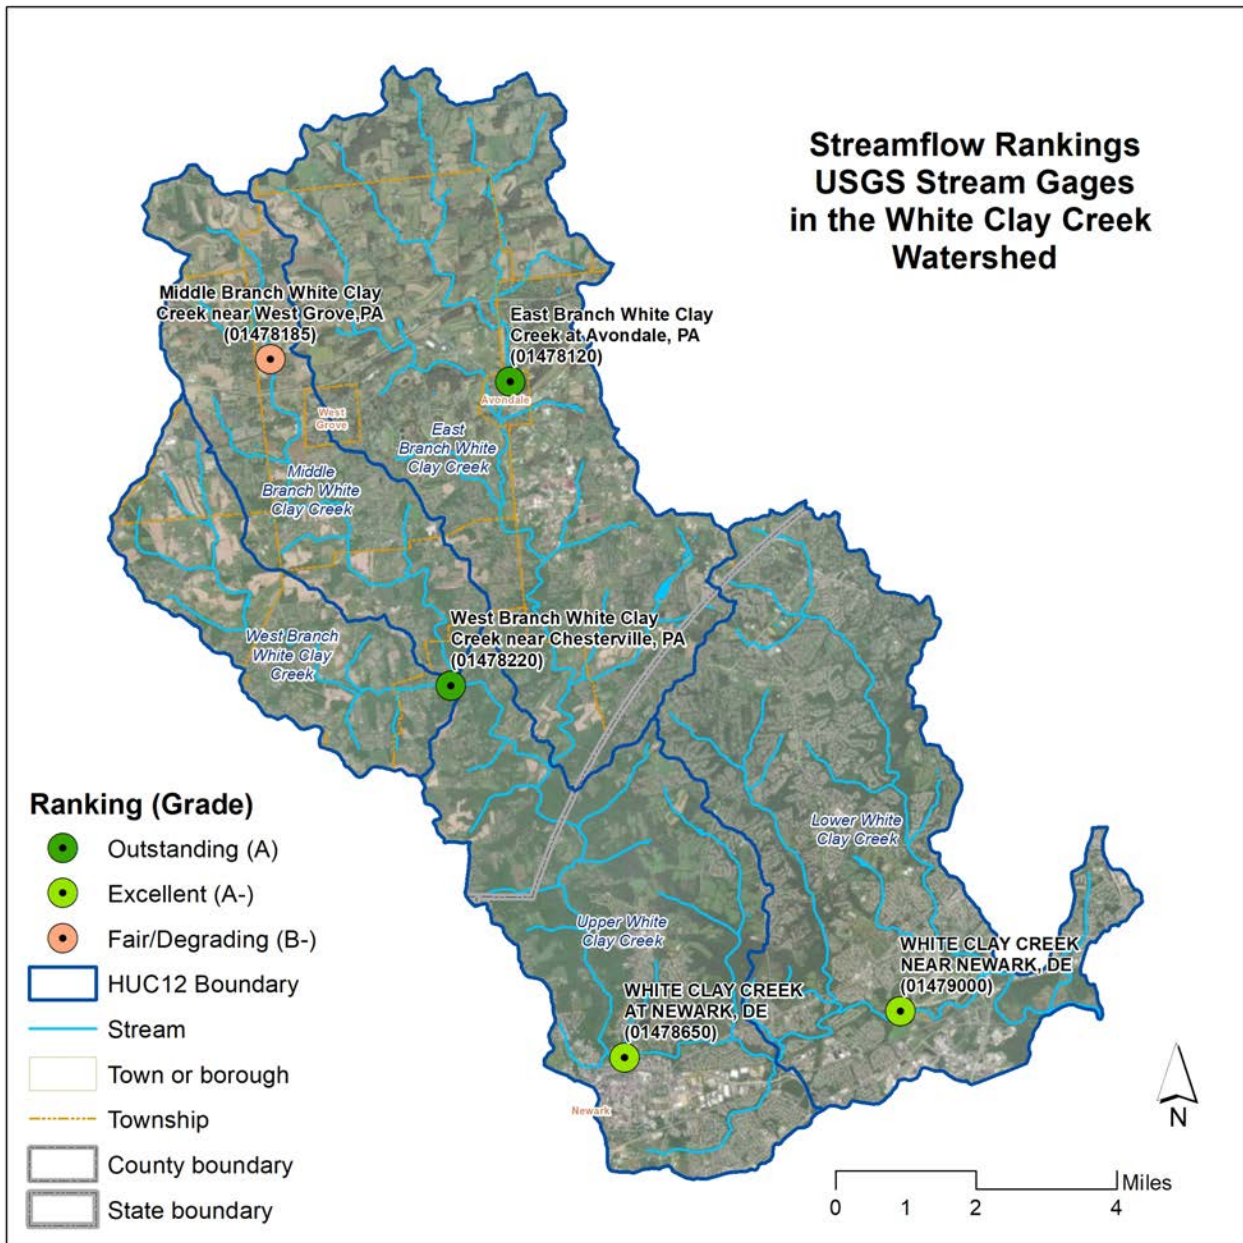 Streamflow Rankings
USGS Stream Gages
in the White Clay Creek
Watershed
Middle Branch White Clay
Creek near West Grove,PA
(01478185)
East Branch White Clay
Creek at Avondale, PA
(01478120)
Avondale
West
Grove
East
Branch White
Clay Creek
Middle
Branch White
Clay Creek
West Branch White Clay
Creek near Chesterville, PA
(01478220)
West Branch
White Clay
Creek
Lower White
Clay Creek
Upper White
Clay Creek
WHITE CLAY CREEK
NEAR NEWARK, DE
(01479000)
WHITE CLAY CREEK
AT NEWARK, DE
(01478650)
Newark
Ranking (Grade)
Outstanding (A)
Excellent (A-)
Fair/Degrading (B-)
HUC12 Boundary
Stream
Town or borough
Township
County boundary
State boundary
N
Miles
0 1 2 4